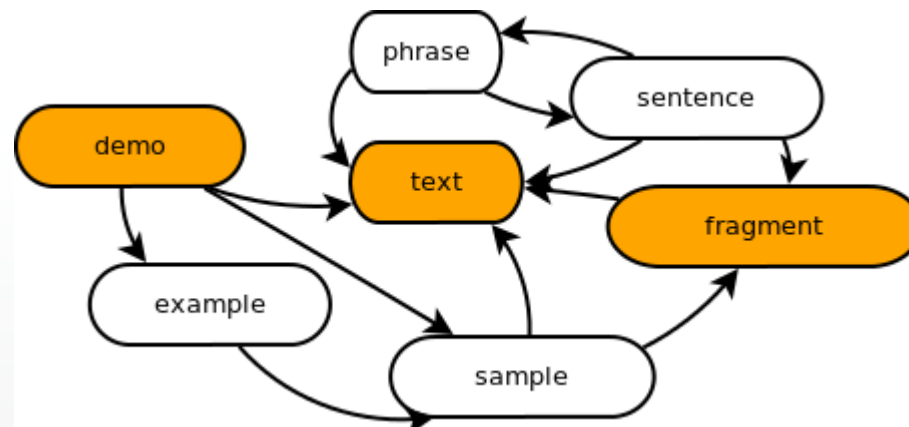 phrase
sentence
demo
text
fragment
example
sample